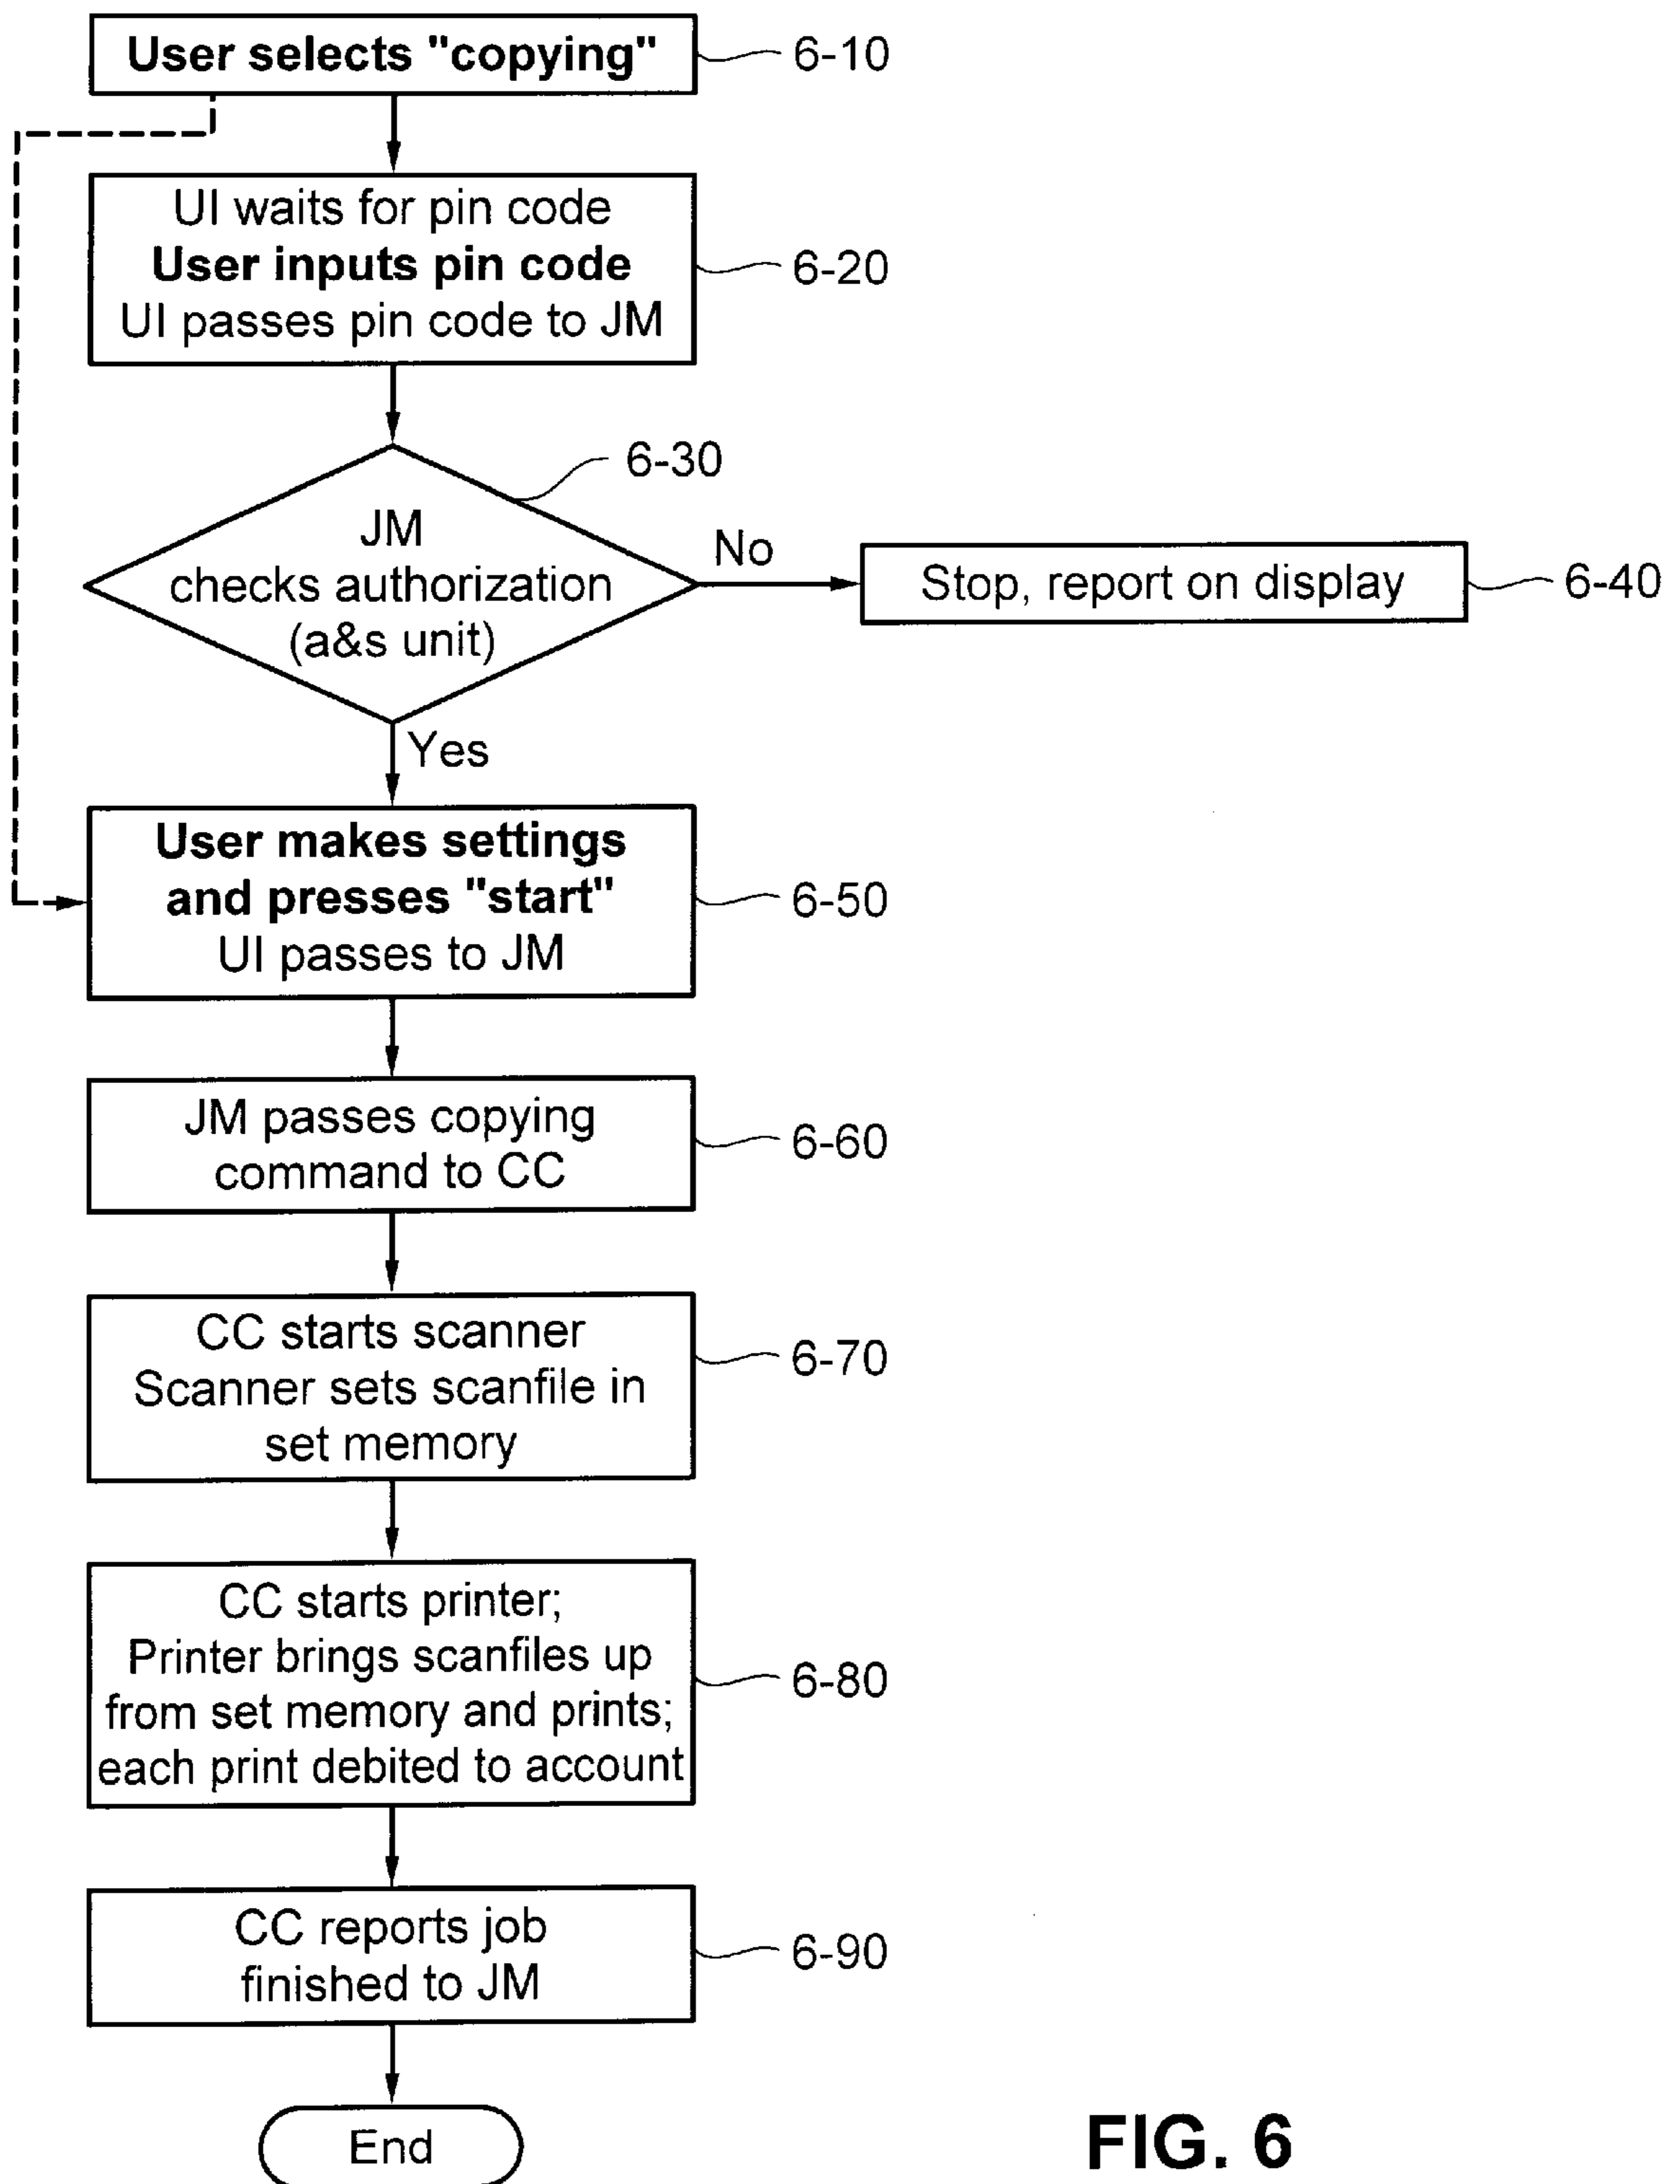 User selects "copying"
6-10
UI waits for pin code
User inputs pin code
UI passes pin code to JM
6-20
6-30
JM
checks authorization
(a&s unit)
No
Stop, report on display
6-40
Yes
User makes settings
and presses "start"
UI passes to JM
6-50
JM passes copying
command to CC
6-60
CC starts scanner
Scanner sets scanfile in
set memory
6-70
CC starts printer;
Printer brings scanfiles up
from set memory and prints;
each print debited to account
6-80
CC reports job
finished to JM
6-90
End
FIG. 6